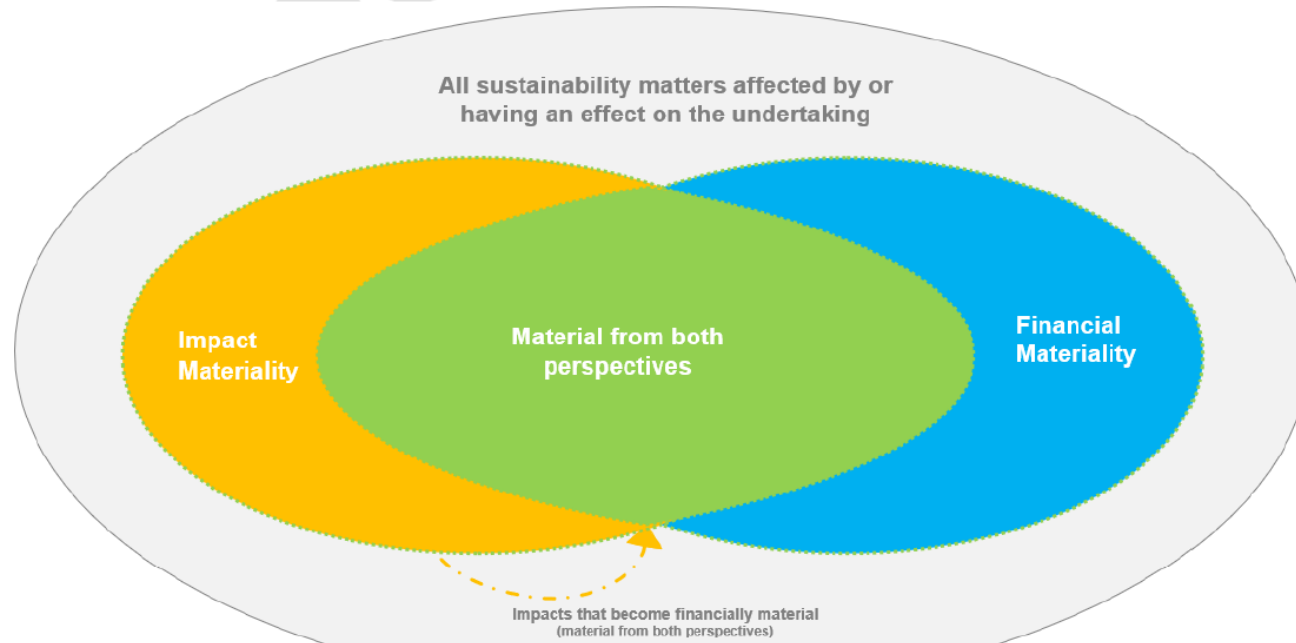 All sustainability matters affected by or
having an effect on the undertaking
Impact
Materiality
Material from both
perspectives
Financial
Materiality
Impacts that become financially material
(material from both perspectives)